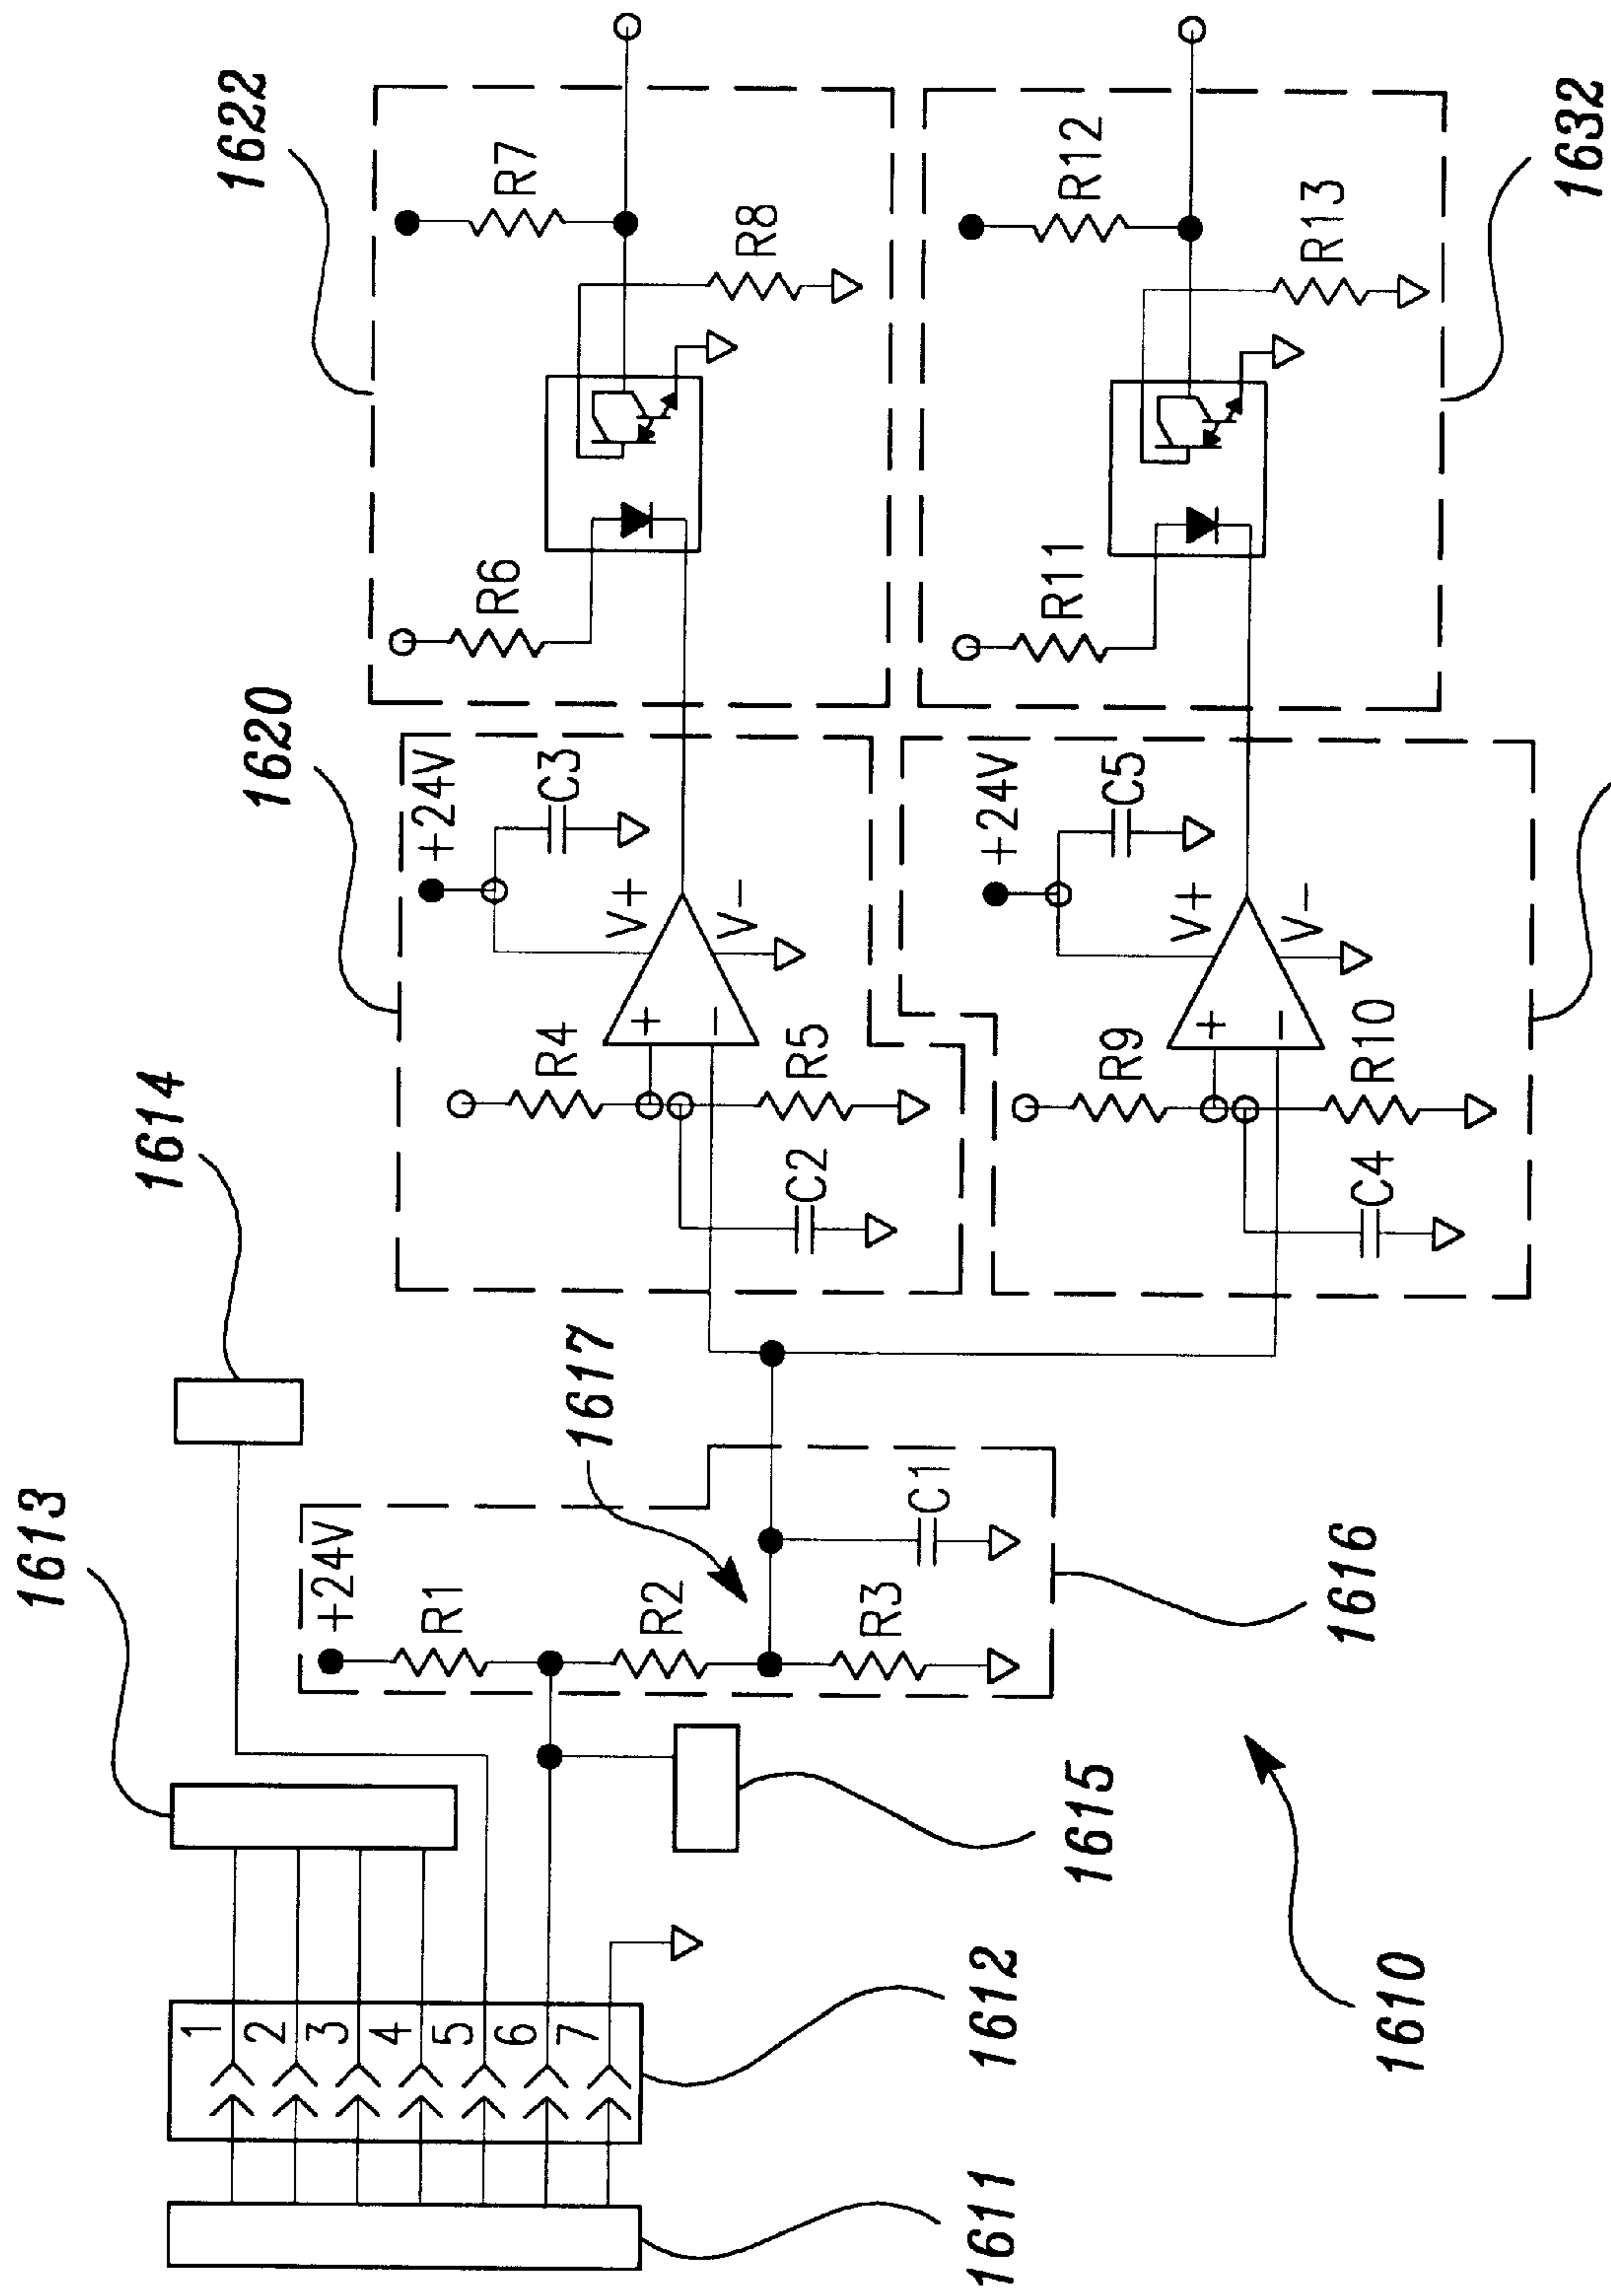 1613
1614
1620
1622
+24V
R1
1617
R2
R3
C1
1616
1
2
3
4
5
6
7
1611
1612
1615
1610
+24V
C3
V+
V-
+
-
R4
R5
C2
R6
R7
R8
+24V
C5
V+
V-
+
-
R9
R10
C4
R11
R12
R13
1632